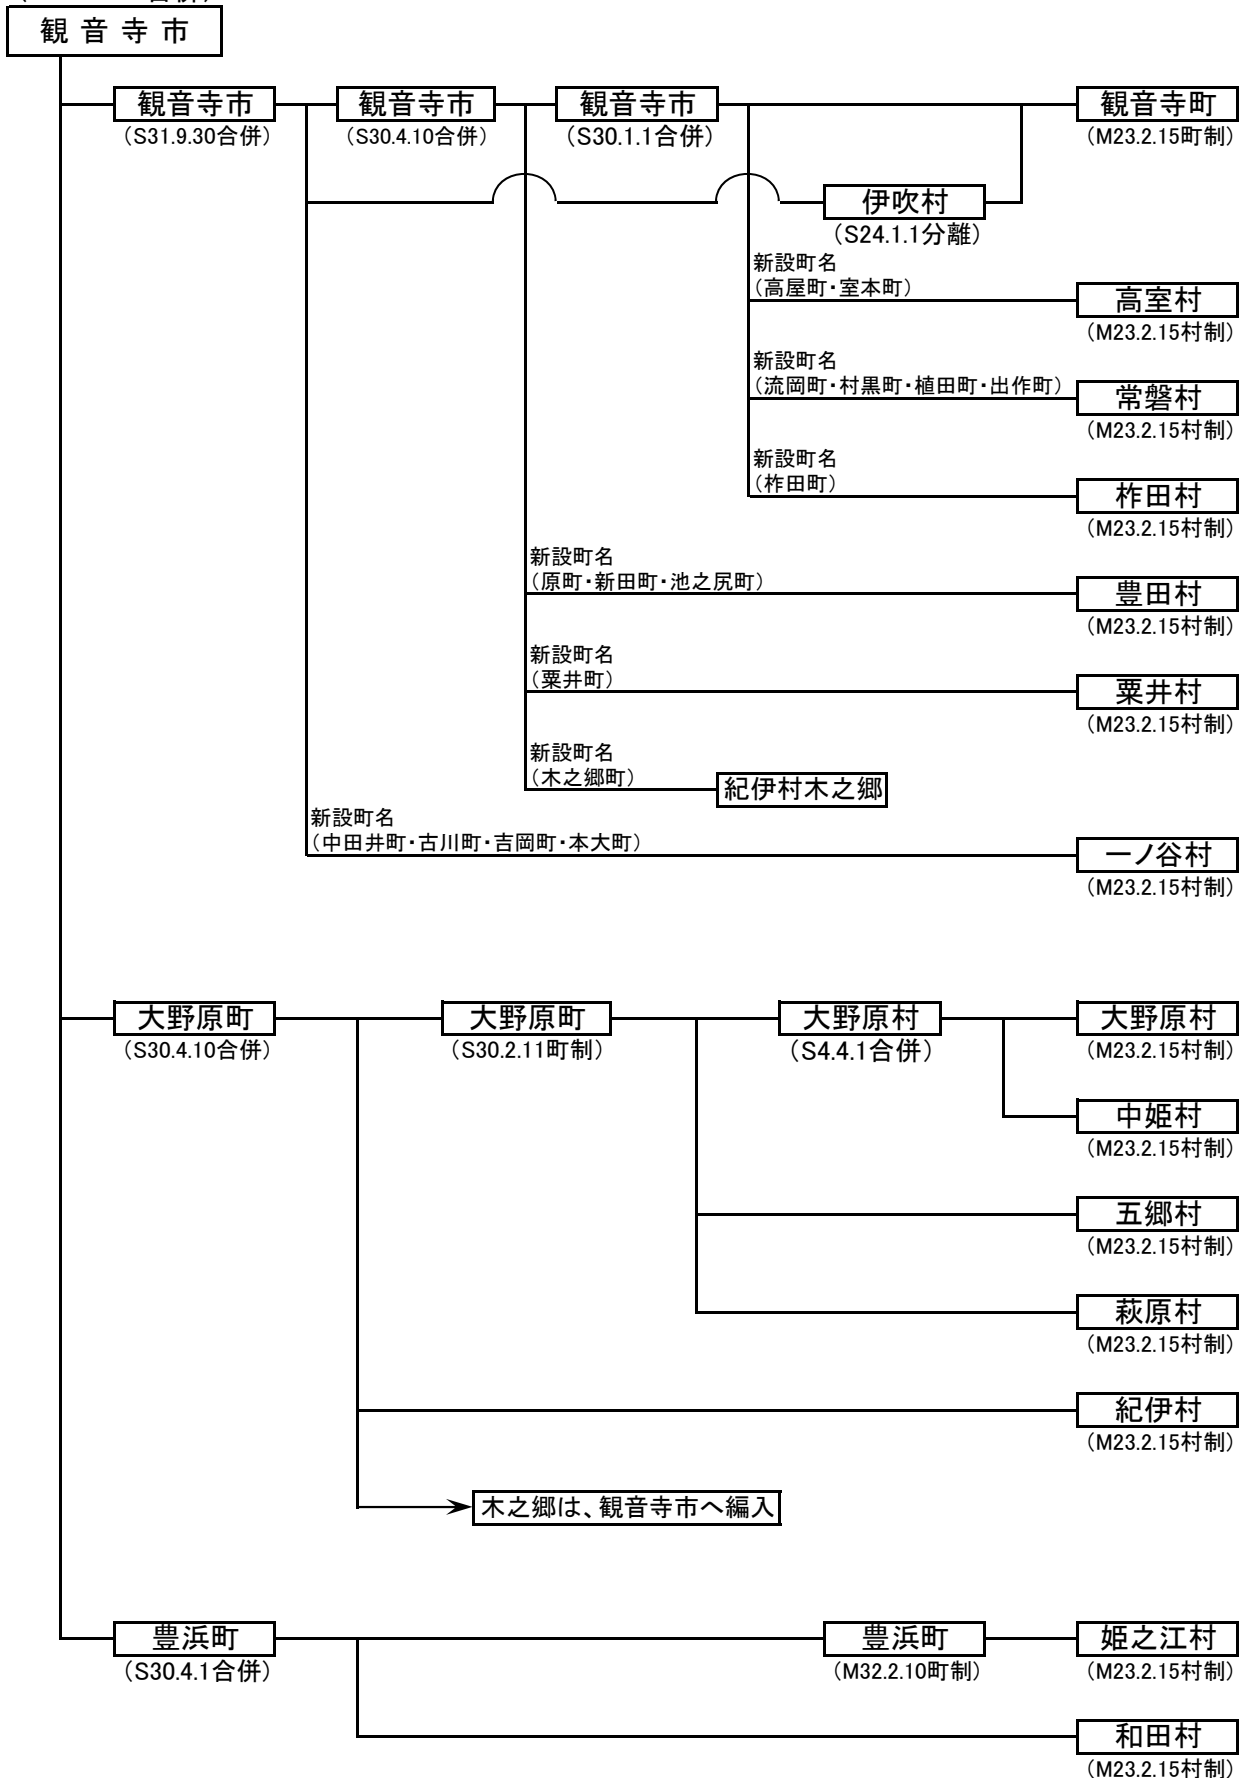 観音寺市
観音寺市
観音寺市
観音寺市
観音寺町
（S31.9.30合併）
（S30.4.10合併）
（S30.1.1合併）
（M23.2.15町制）
伊吹村
（S24.1.1分離）
新設町名
（高屋町・室本町）
高室村
（M23.2.15村制）
新設町名
（流岡町・村黒町・植田町・出作町）
常磐村
（M23.2.15村制）
新設町名
（柞田町）
柞田村
（M23.2.15村制）
新設町名
（原町・新田町・池之尻町）
豊田村
（M23.2.15村制）
新設町名
（粟井町）
粟井村
（M23.2.15村制）
新設町名
（木之郷町）
紀伊村木之郷
新設町名
（中田井町・古川町・吉岡町・本大町）
一ノ谷村
（M23.2.15村制）
大野原町
大野原町
大野原村
大野原村
（S30.4.10合併）
（S30.2.11町制）
（S4.4.1合併）
（M23.2.15村制）
中姫村
（M23.2.15村制）
五郷村
（M23.2.15村制）
萩原村
（M23.2.15村制）
紀伊村
（M23.2.15村制）
木之郷は、観音寺市へ編入
豊浜町
豊浜町
姫之江村
（S30.4.1合併）
（M32.2.10町制）
（M23.2.15村制）
和田村
（M23.2.15村制）